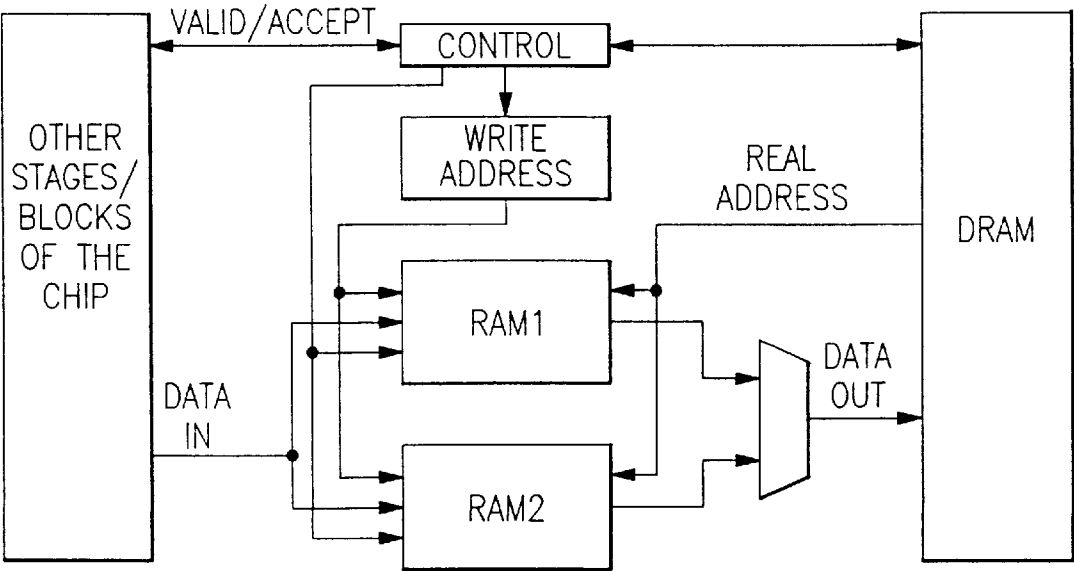 VALID/ACCEPT
CONTROL
WRITE
ADDRESS
OTHER
STAGES/
BLOCKS
OF THE
CHIP
REAL
ADDRESS
DRAM
RAM1
DATA
IN
DATA
OUT
RAM2